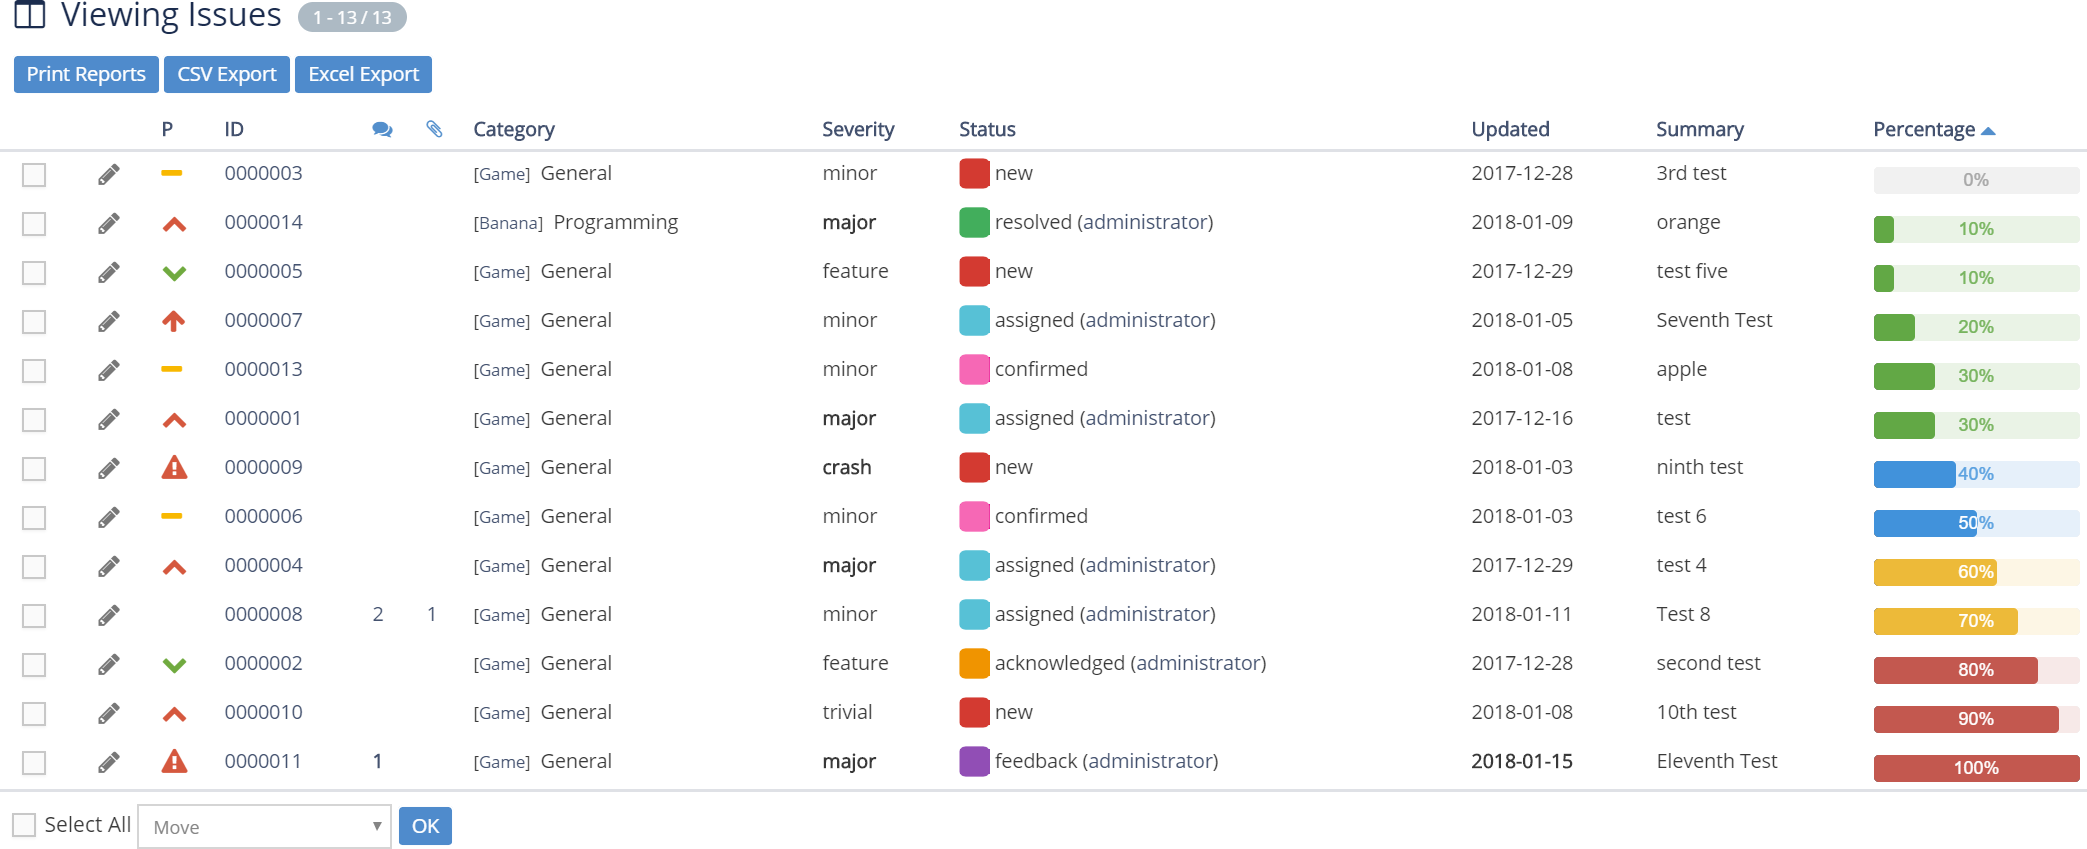 Viewing Issues 1 - 13 / 13
Print Reports CSV Export Excel Export
P ID Category Severity Status Updated Summary Percentage
0000003 [Game] General minor new 2017-12-28 3rd test 0%
0000014 [Banana] Programming major resolved (administrator) 2018-01-09 orange 10%
0000005 [Game] General feature new 2017-12-29 test five 10%
0000007 [Game] General minor assigned (administrator) 2018-01-05 Seventh Test 20%
0000013 [Game] General minor confirmed 2018-01-08 apple 30%
0000001 [Game] General major assigned (administrator) 2017-12-16 test 30%
0000009 [Game] General crash new 2018-01-03 ninth test 40%
0000006 [Game] General minor confirmed 2018-01-03 test 6 50%
0000004 [Game] General major assigned (administrator) 2017-12-29 test 4 60%
0000008 2 1 [Game] General minor assigned (administrator) 2018-01-11 Test 8 70%
0000002 [Game] General feature acknowledged (administrator) 2017-12-28 second test 80%
0000010 [Game] General trivial new 2018-01-08 10th test 90%
0000011 1 [Game] General major feedback (administrator) 2018-01-15 Eleventh Test 100%
Select All Move OK